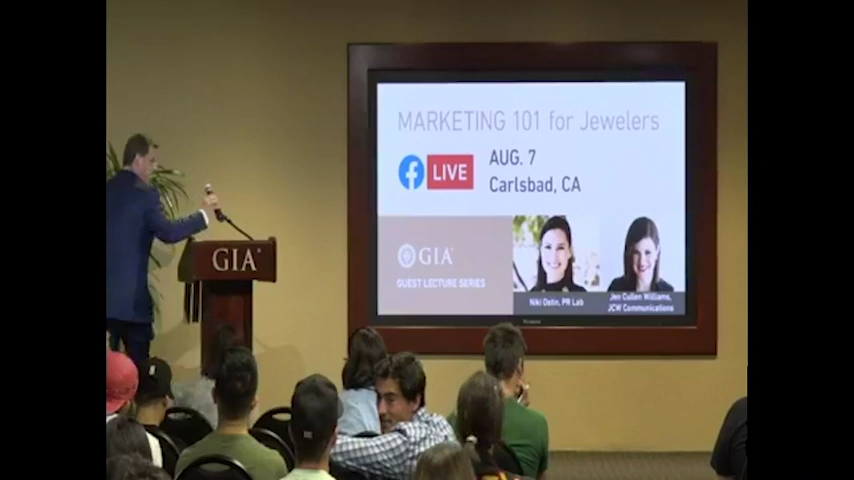 MARKETING 101 for Jewelers
LIVE
AUG. 7
Carlsbad, CA
GIA
GIA
GUEST LECTURE SERIES
Niki Ostin, PR Lab
Jen Cullen Williams,
JCW Communications